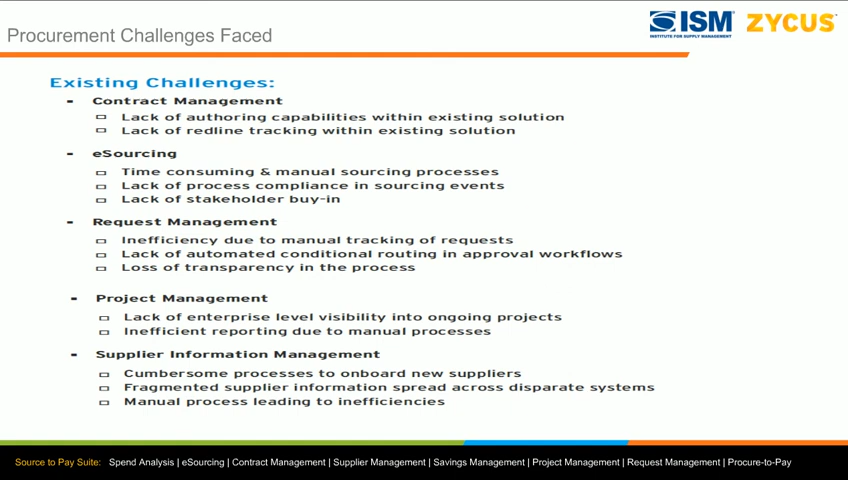 Procurement Challenges Faced
ISM
INSTITUTE FOR SUPPLY MANAGEMENT
ZYCUS
Existing Challenges:
- Contract Management
Lack of authoring capabilities within existing solution
Lack of redline tracking within existing solution
- eSourcing
Time consuming & manual sourcing processes
Lack of process compliance in sourcing events
Lack of stakeholder buy-in
- Request Management
Inefficiency due to manual tracking of requests
Lack of automated conditional routing in approval workflows
Loss of transparency in the process
- Project Management
Lack of enterprise level visibility into ongoing projects
Inefficient reporting due to manual processes
- Supplier Information Management
Cumbersome processes to onboard new suppliers
Fragmented supplier information spread across disparate systems
Manual process leading to inefficiencies
Source to Pay Suite: Spend Analysis | eSourcing | Contract Management | Supplier Management | Savings Management | Project Management | Request Management | Procure-to-Pay